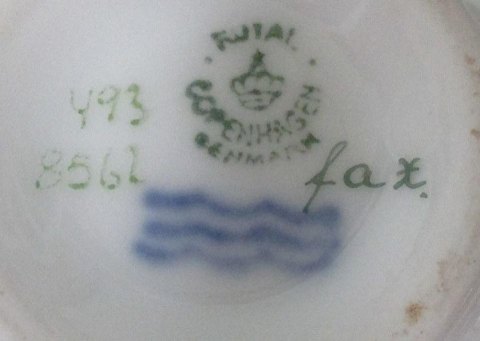 ROYAL
COPENHAGEN
DENMARK
493
8562
fax.